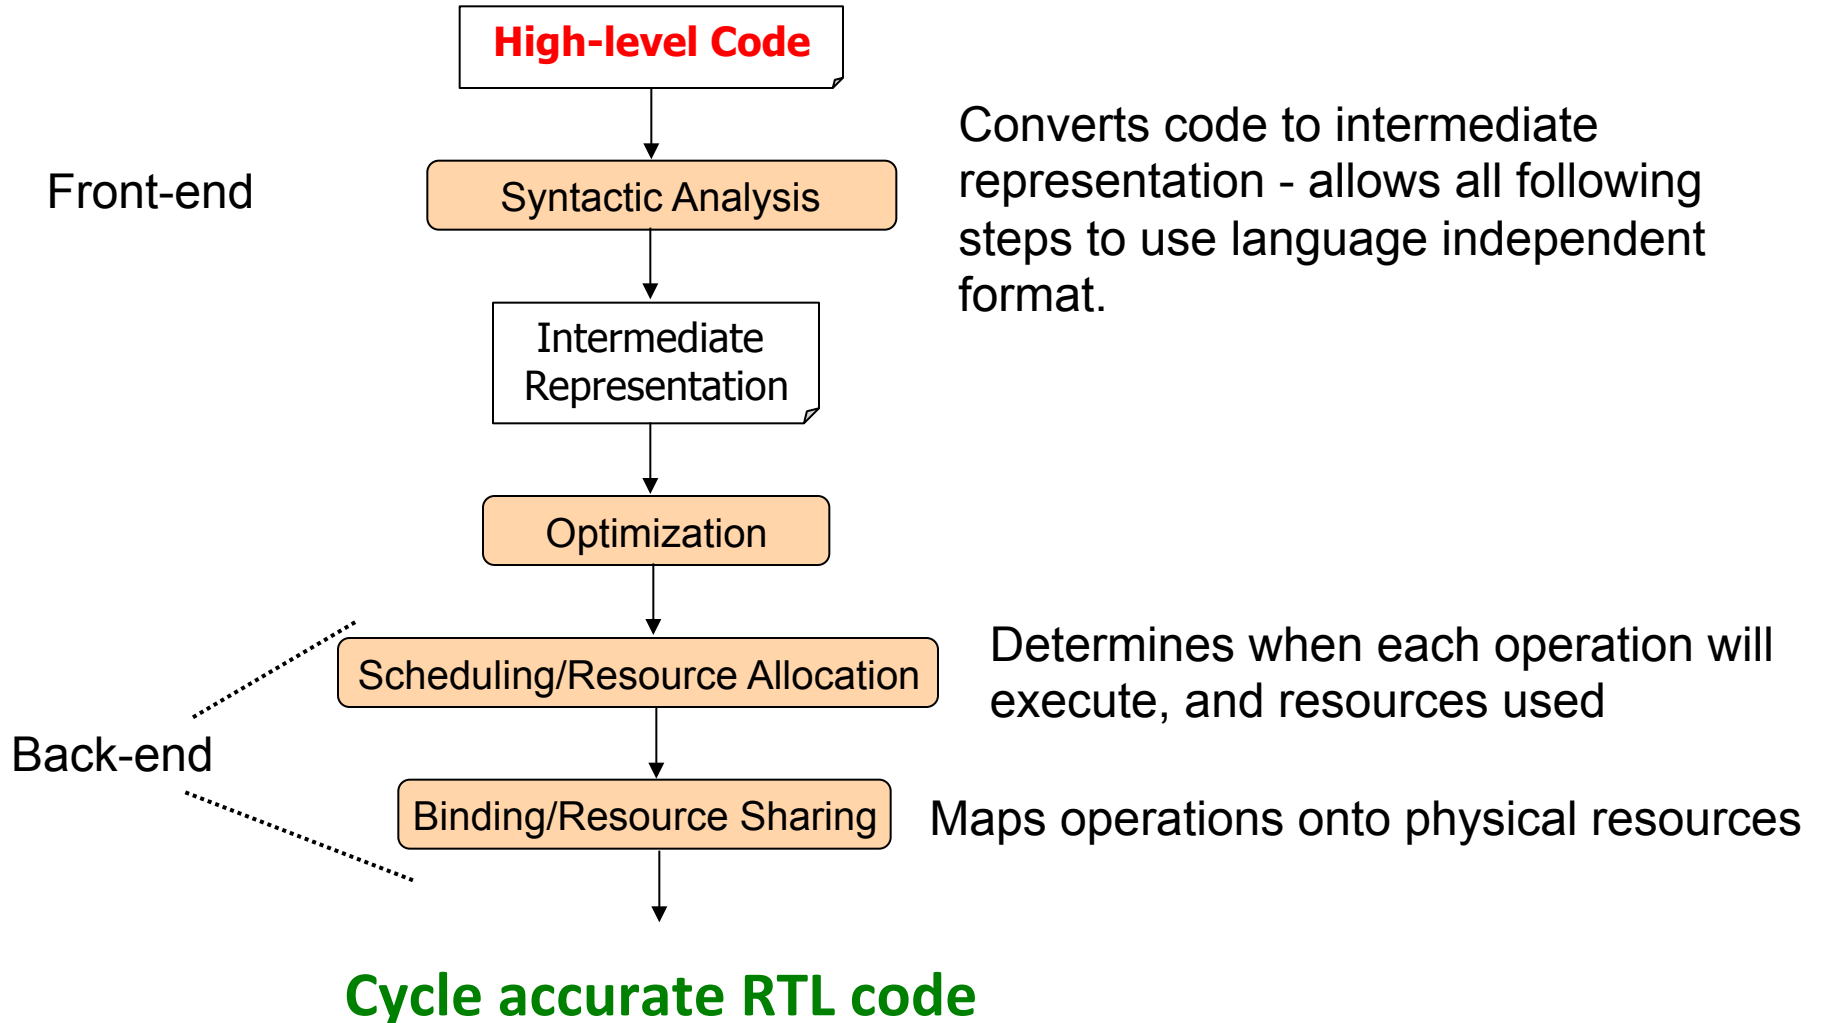 High-level Code
Front-end
Syntactic Analysis
Converts code to intermediate
representation - allows all following
steps to use language independent
format.
Intermediate
Representation
Optimization
Scheduling/Resource Allocation
Determines when each operation will
execute, and resources used
Back-end
Binding/Resource Sharing
Maps operations onto physical resources
Cycle accurate RTL code